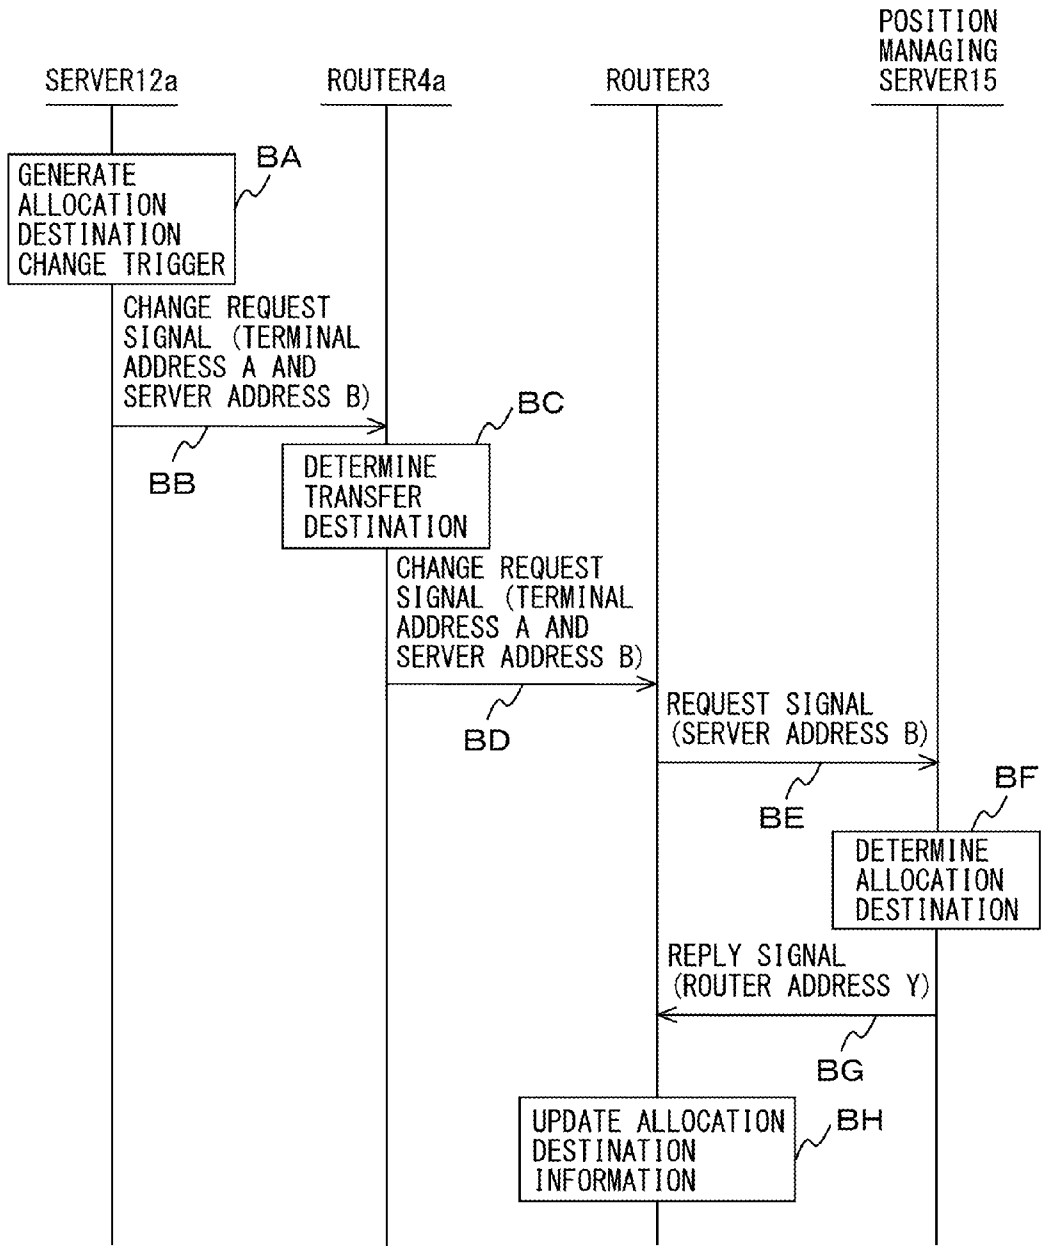 SERVER12a
ROUTER4a
ROUTER3
POSITION
MANAGING
SERVER15
GENERATE
ALLOCATION
DESTINATION
CHANGE TRIGGER
BA
CHANGE REQUEST
SIGNAL (TERMINAL
ADDRESS A AND
SERVER ADDRESS B)
BB
BC
DETERMINE
TRANSFER
DESTINATION
CHANGE REQUEST
SIGNAL (TERMINAL
ADDRESS A AND
SERVER ADDRESS B)
BD
REQUEST SIGNAL
(SERVER ADDRESS B)
BE
BF
DETERMINE
ALLOCATION
DESTINATION
REPLY SIGNAL
(ROUTER ADDRESS Y)
BG
UPDATE ALLOCATION
DESTINATION
INFORMATION
BH